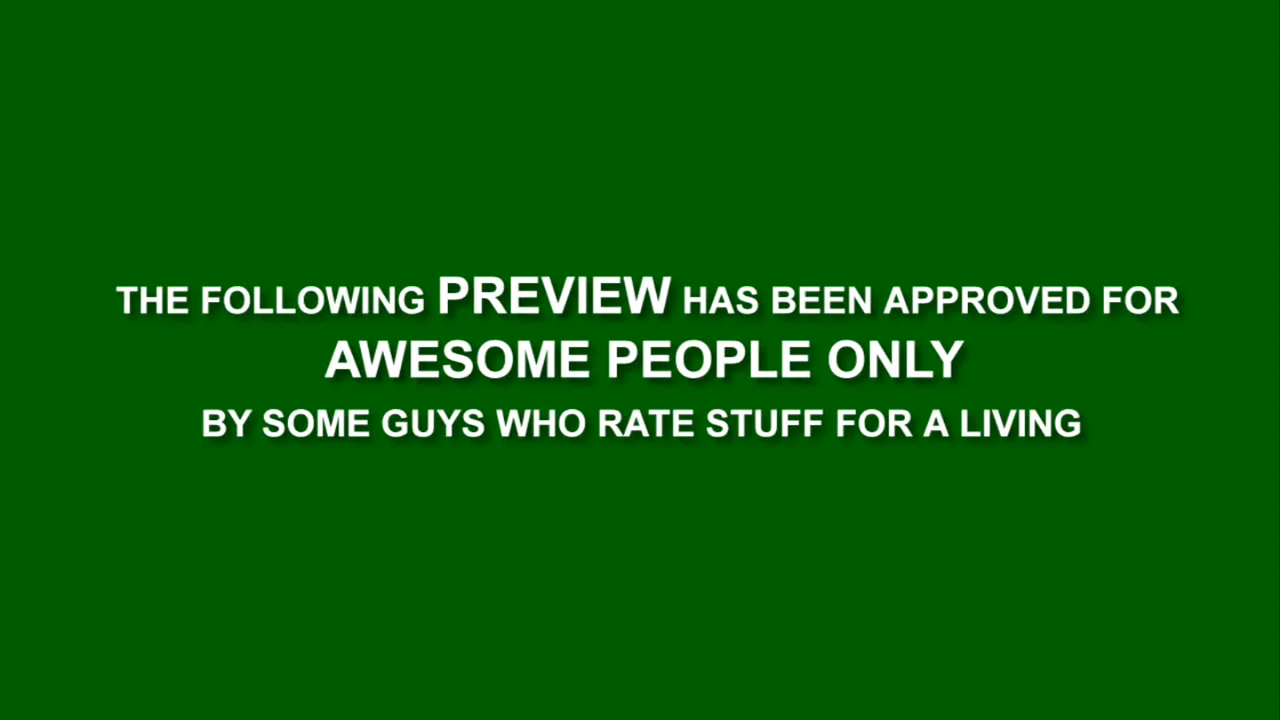 THE FOLLOWING PREVIEW HAS BEEN APPROVED FOR
AWESOME PEOPLE ONLY
BY SOME GUYS WHO RATE STUFF FOR A LIVING